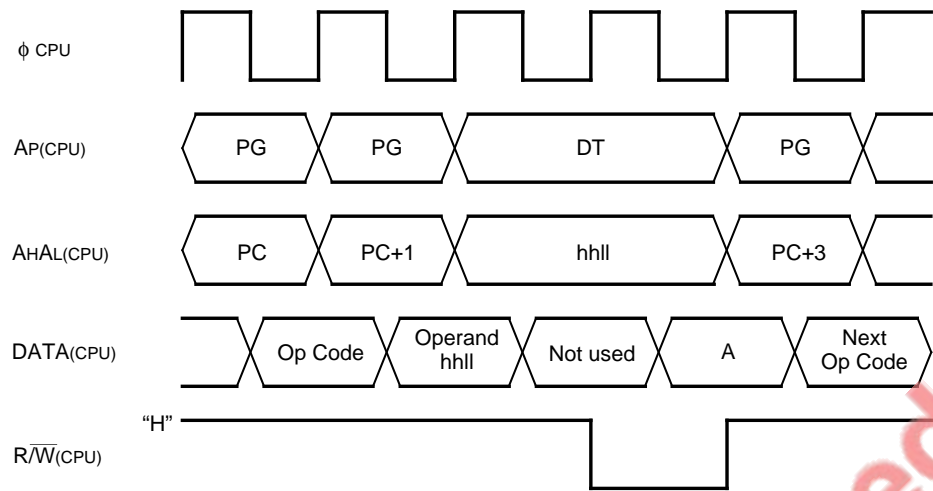 ϕ CPU
AP(CPU)
PG
PG
DT
PG
AHAL(CPU)
PC
PC+1
hhll
PC+3
DATA(CPU)
Op Code
Operand
hhll
Not used
A
Next
Op Code
“H”
R/W̅(CPU)